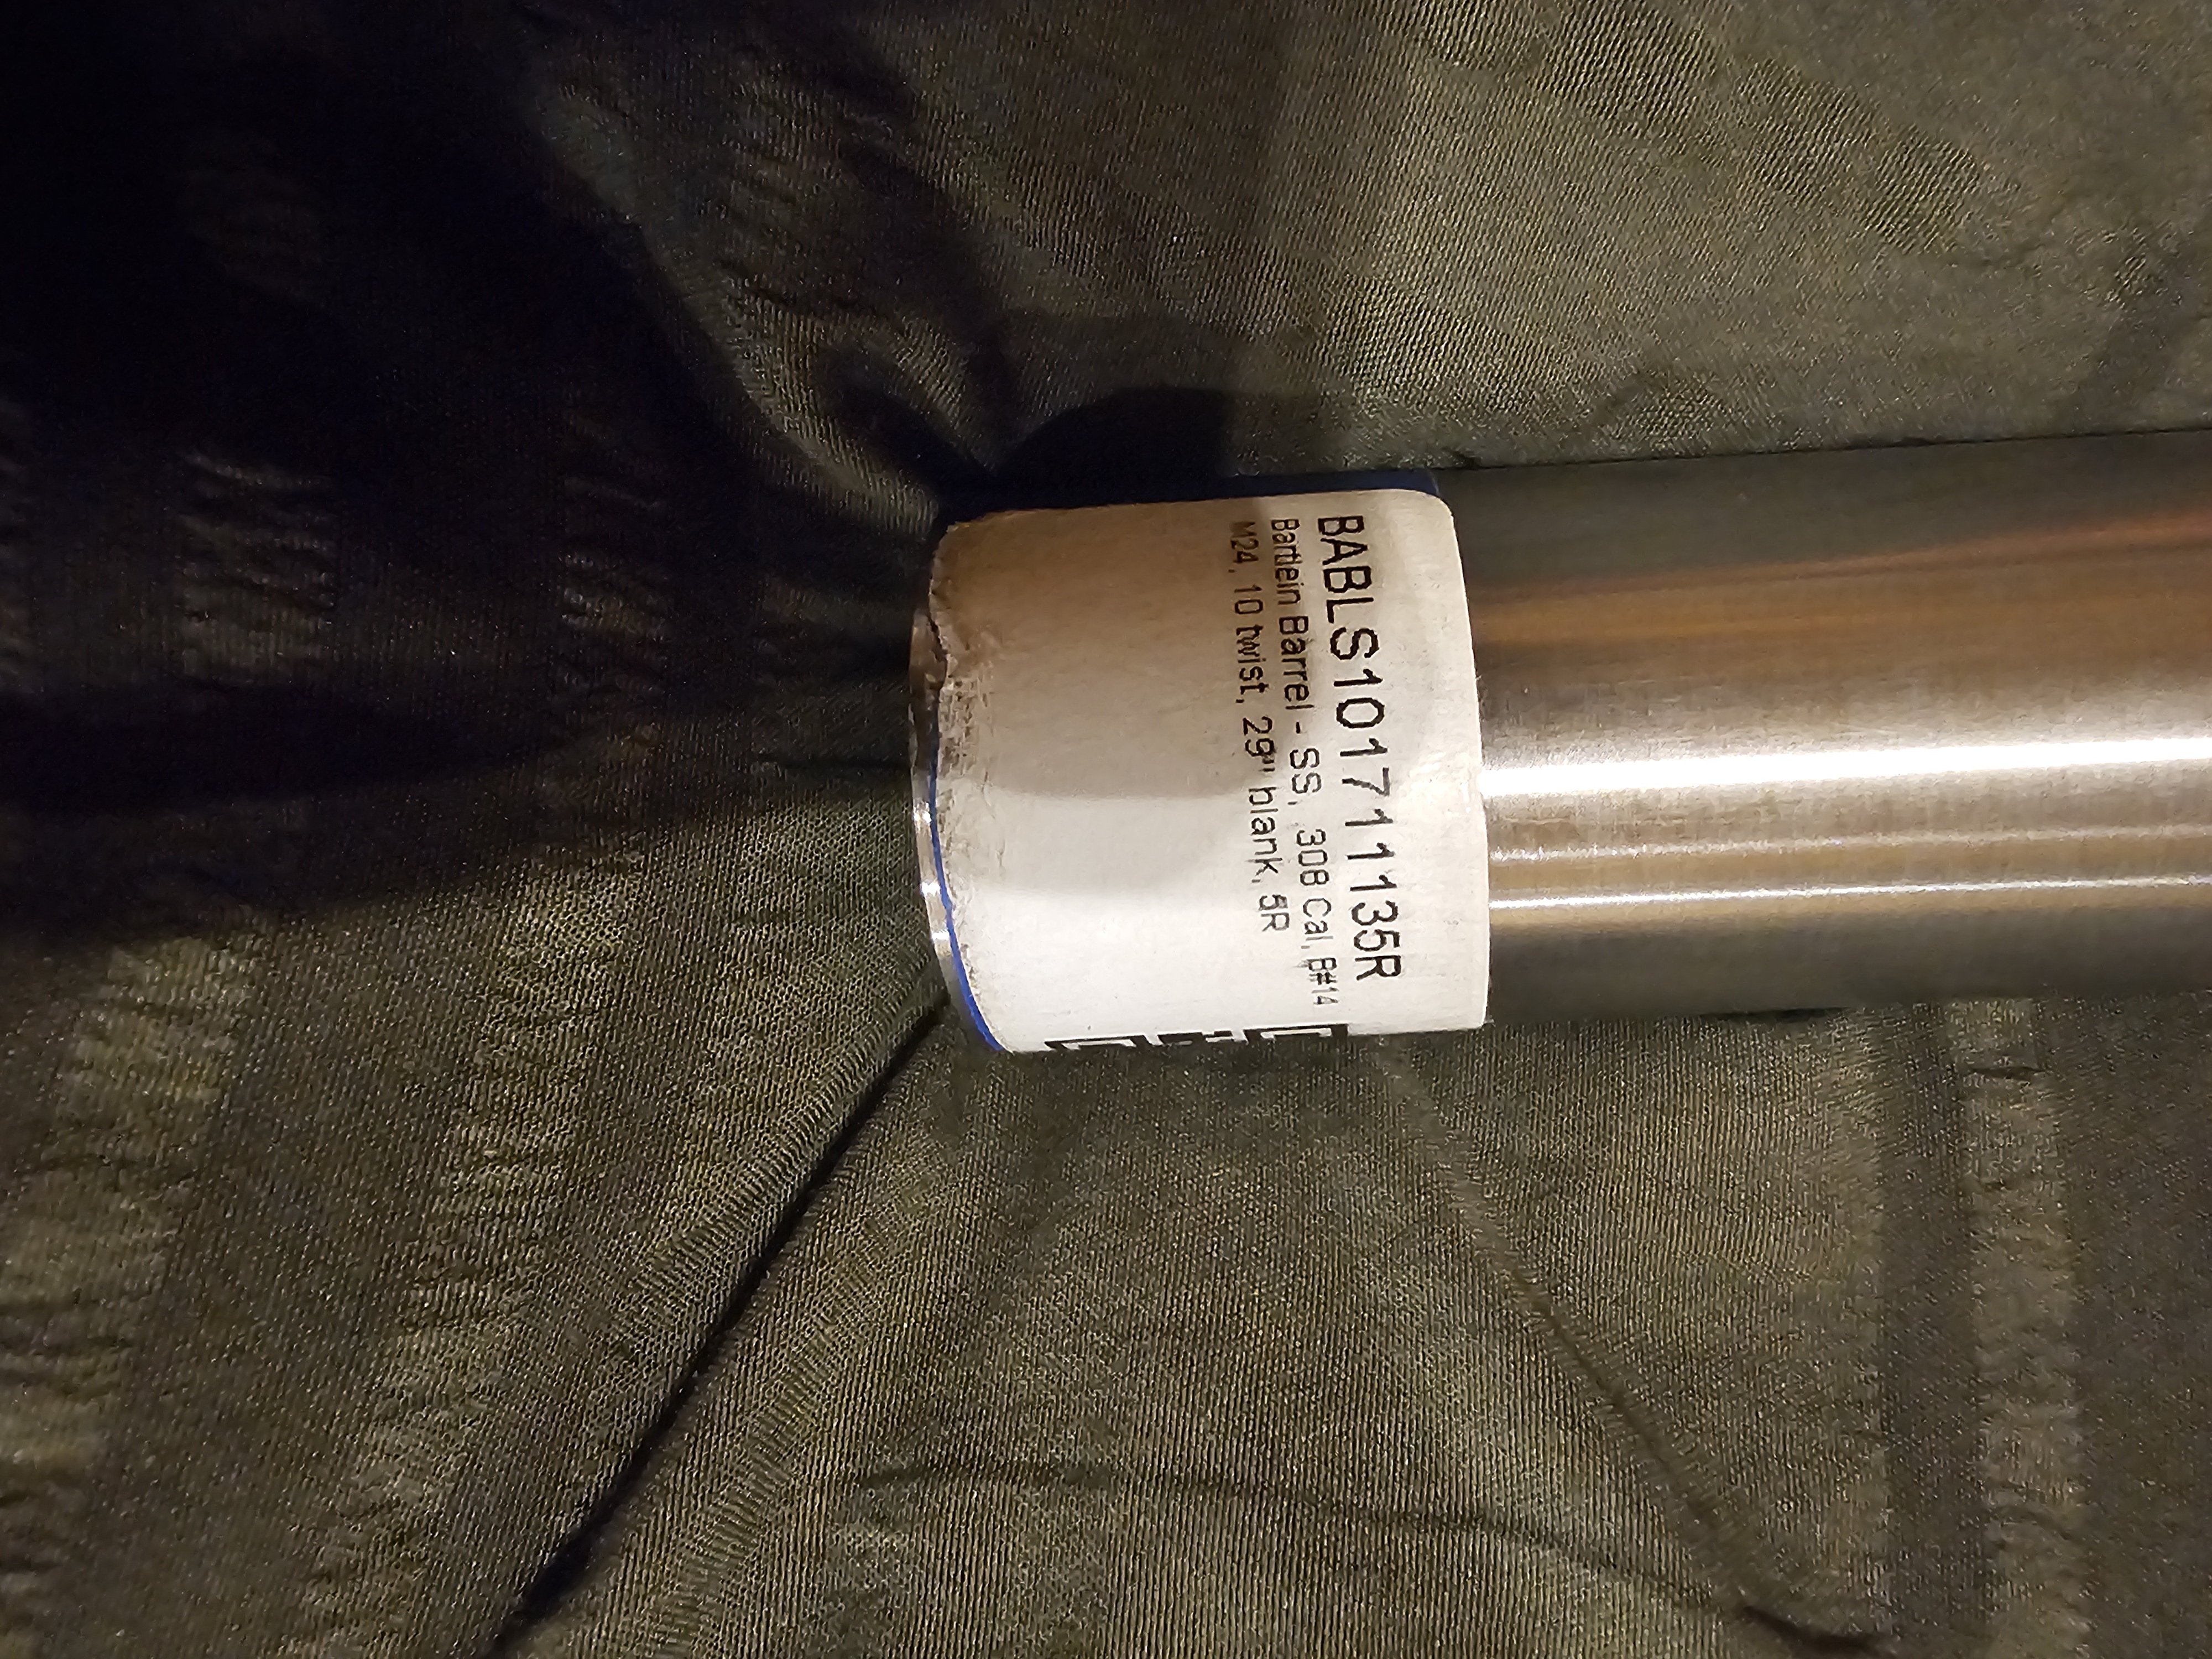 BABLS1017111135R
Bartlein Barrel - SS, 308 Cal, B#14
M24, 10 twist, 29" blank, 5R